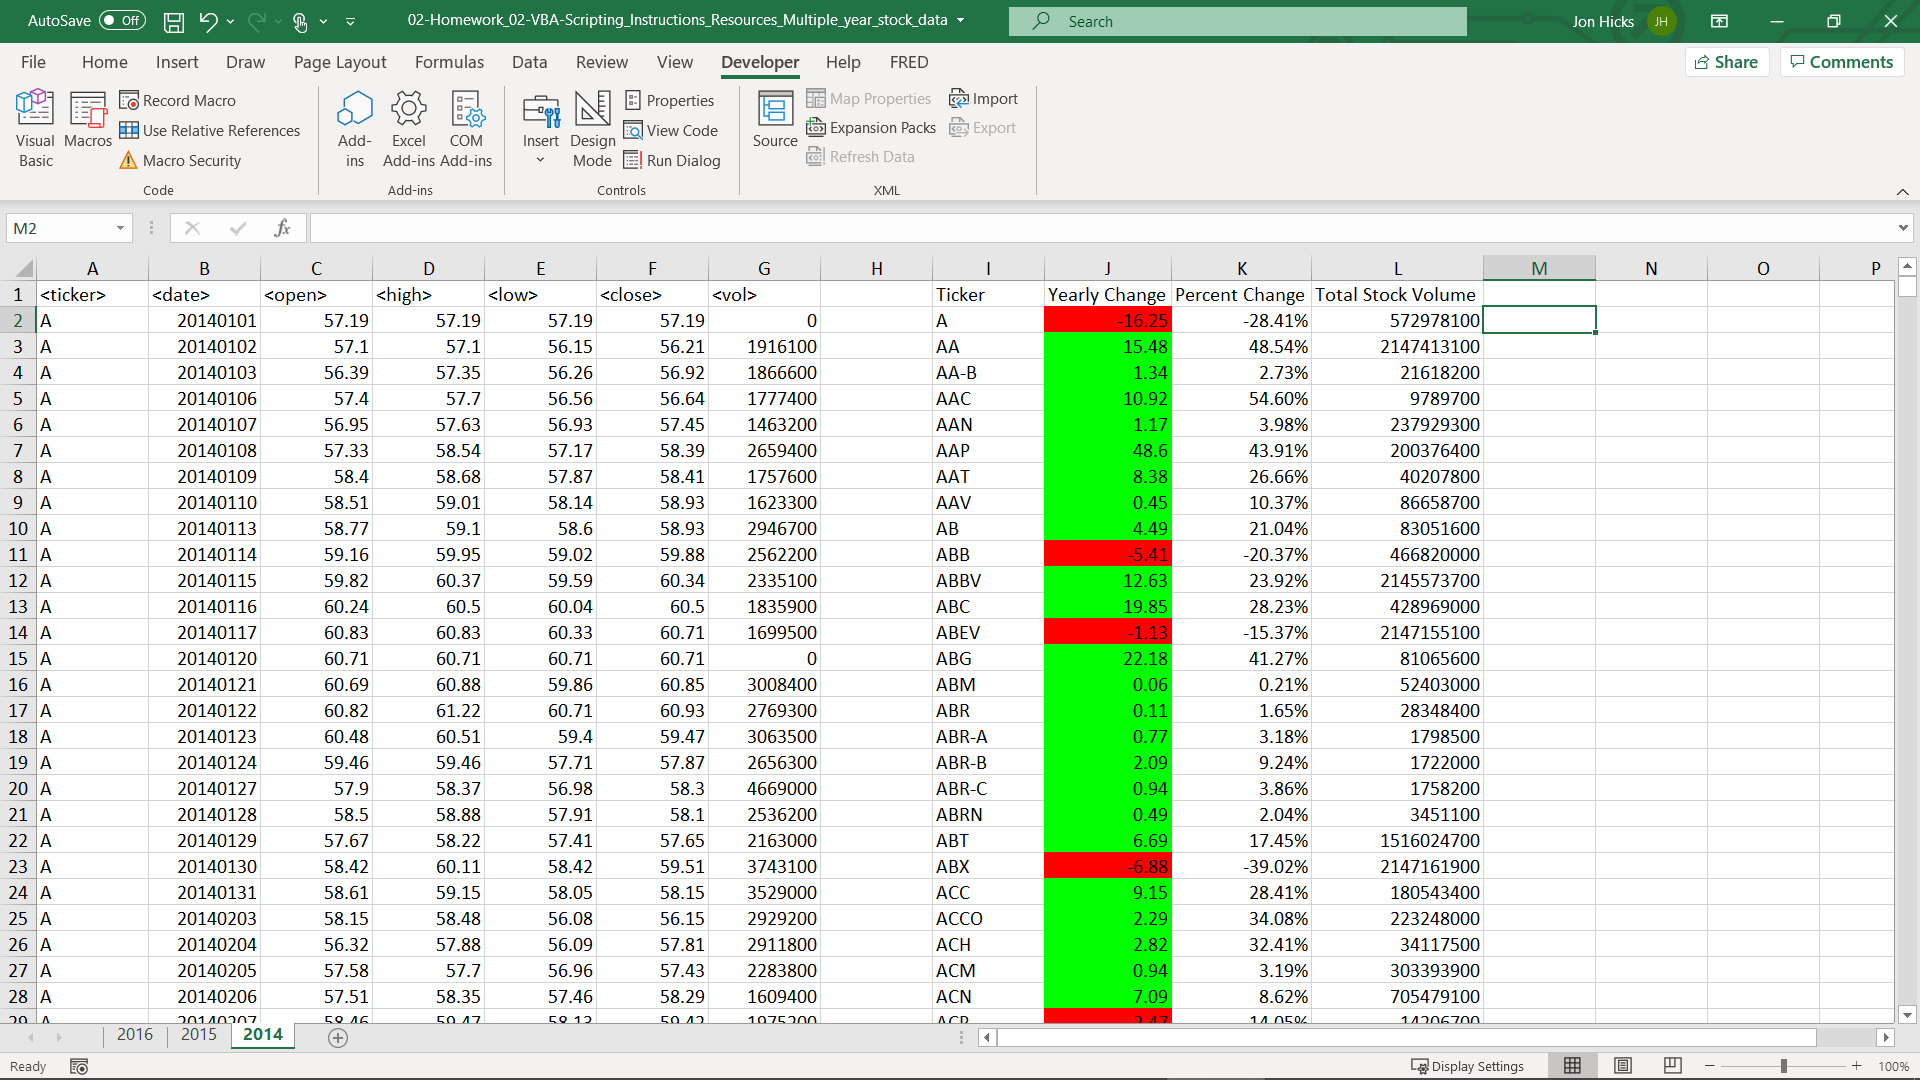 AutoSave Off 02-Homework_02-VBA-Scripting_Instructions_Resources_Multiple_year_stock_data Search Jon Hicks JH
File Home Insert Draw Page Layout Formulas Data Review View Developer Help FRED Share Comments
Visual Basic
Macros
Record Macro
Use Relative References
Macro Security
Code
Add-ins
Excel Add-ins
COM Add-ins
Add-ins
Insert
Design Mode
Properties
View Code
Run Dialog
Controls
Source
Map Properties
Expansion Packs
Refresh Data
Import
Export
XML
M2 fx
A B C D E F G H I J K L M N O P
1 <ticker> <date> <open> <high> <low> <close> <vol> Ticker Yearly Change Percent Change Total Stock Volume
2 A 20140101 57.19 57.19 57.19 57.19 0 A -16.25 -28.41% 572978100
3 A 20140102 57.1 57.1 56.15 56.21 1916100 AA 15.48 48.54% 2147413100
4 A 20140103 56.39 57.35 56.26 56.92 1866600 AA-B 1.34 2.73% 21618200
5 A 20140106 57.4 57.7 56.56 56.64 1777400 AAC 10.92 54.60% 9789700
6 A 20140107 56.95 57.63 56.93 57.45 1463200 AAN 1.17 3.98% 237929300
7 A 20140108 57.33 58.54 57.17 58.39 2659400 AAP 48.6 43.91% 200376400
8 A 20140109 58.4 58.68 57.87 58.41 1757600 AAT 8.38 26.66% 40207800
9 A 20140110 58.51 59.01 58.14 58.93 1623300 AAV 0.45 10.37% 86658700
10 A 20140113 58.77 59.1 58.6 58.93 2946700 AB 4.49 21.04% 83051600
11 A 20140114 59.16 59.95 59.02 59.88 2562200 ABB -5.41 -20.37% 466820000
12 A 20140115 59.82 60.37 59.59 60.34 2335100 ABBV 12.63 23.92% 2145573700
13 A 20140116 60.24 60.5 60.04 60.5 1835900 ABC 19.85 28.23% 428969000
14 A 20140117 60.83 60.83 60.33 60.71 1699500 ABEV -1.13 -15.37% 2147155100
15 A 20140120 60.71 60.71 60.71 60.71 0 ABG 22.18 41.27% 81065600
16 A 20140121 60.69 60.88 59.86 60.85 3008400 ABM 0.06 0.21% 52403000
17 A 20140122 60.82 61.22 60.71 60.93 2769300 ABR 0.11 1.65% 28348400
18 A 20140123 60.48 60.51 59.4 59.47 3063500 ABR-A 0.77 3.18% 1798500
19 A 20140124 59.46 59.46 57.71 57.87 2656300 ABR-B 2.09 9.24% 1722000
20 A 20140127 57.9 58.37 56.98 58.3 4669000 ABR-C 0.94 3.86% 1758200
21 A 20140128 58.5 58.88 57.91 58.1 2536200 ABRN 0.49 2.04% 3451100
22 A 20140129 57.67 58.22 57.41 57.65 2163000 ABT 6.69 17.45% 1516024700
23 A 20140130 58.42 60.11 58.42 59.51 3743100 ABX -6.88 -39.02% 2147161900
24 A 20140131 58.61 59.15 58.05 58.15 3529000 ACC 9.15 28.41% 180543400
25 A 20140203 58.15 58.48 56.08 56.15 2929200 ACCO 2.29 34.08% 223248000
26 A 20140204 56.32 57.88 56.09 57.81 2911800 ACH 2.82 32.41% 34117500
27 A 20140205 57.58 57.7 56.96 57.43 2283800 ACM 0.94 3.19% 303393900
28 A 20140206 57.51 58.35 57.46 58.29 1609400 ACN 7.09 8.62% 705479100
29 A 20140207 58.46 59.47 58.13 59.42 1975200
2016 2015 2014
Ready Display Settings 100%